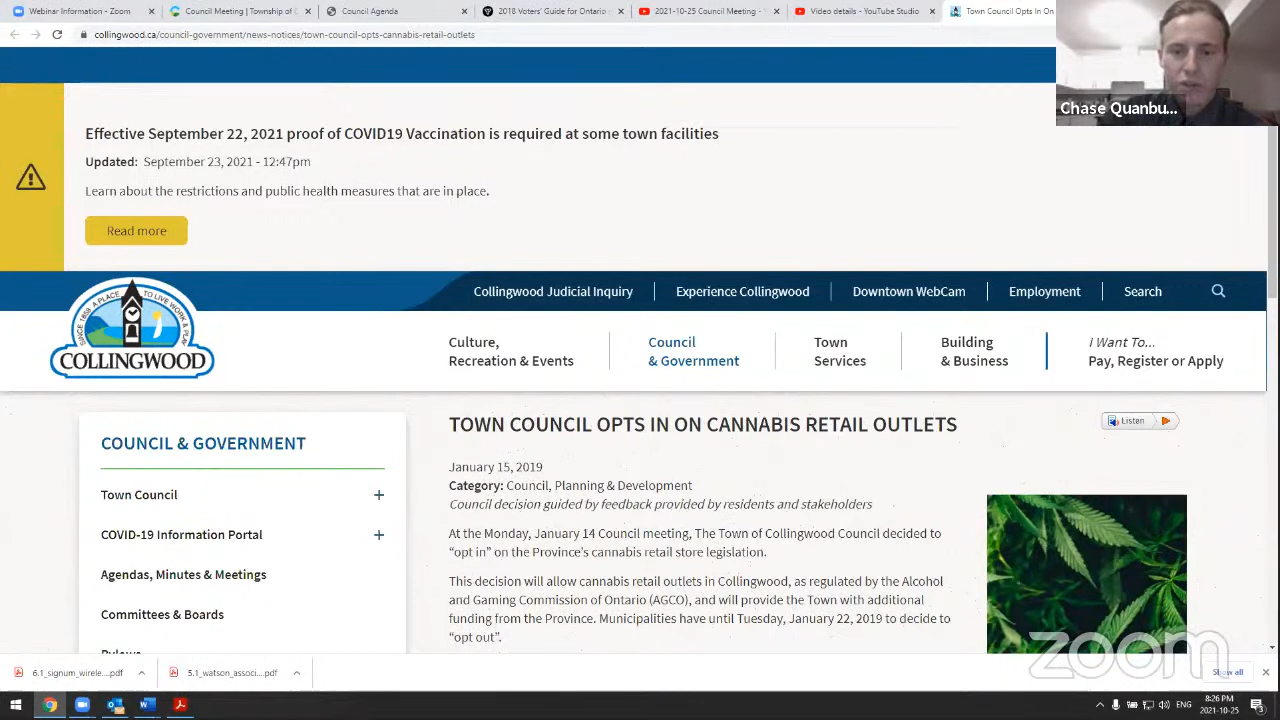 Webinar Information - Zoom
Council Meeting | Township of C
Council Agenda
2018 Voters' Guide for Ontario
2021-10-25 Council Meeting - Y
Video details - YouTube Studio
Town Council Opts In On
collingwood.ca/council-government/news-notices/town-council-opts-cannabis-retail-outlets
Chase Quanbu...
Effective September 22, 2021 proof of COVID19 Vaccination is required at some town facilities
Updated: September 23, 2021 - 12:47pm
Learn about the restrictions and public health measures that are in place.
Read more
Collingwood Judicial Inquiry
Experience Collingwood
Downtown WebCam
Employment
Search
SINCE 1858 A PLACE TO LIVE WORK & PLAY
COLLINGWOOD
Culture,
Recreation & Events
Council
& Government
Town
Services
Building
& Business
I Want To...
Pay, Register or Apply
COUNCIL & GOVERNMENT
Town Council
COVID-19 Information Portal
Agendas, Minutes & Meetings
Committees & Boards
Bylaws
TOWN COUNCIL OPTS IN ON CANNABIS RETAIL OUTLETS
Listen
January 15, 2019
Category: Council, Planning & Development
Council decision guided by feedback provided by residents and stakeholders
At the Monday, January 14 Council meeting, The Town of Collingwood Council decided to
“opt in” on the Province’s cannabis retail store legislation.
This decision will allow cannabis retail outlets in Collingwood, as regulated by the Alcohol
and Gaming Commission of Ontario (AGCO), and will provide the Town with additional
funding from the Province. Municipalities have until Tuesday, January 22, 2019 to decide to
“opt out”.
zoom
6.1_signum_wirele....pdf
5.1_watson_associ....pdf
Show all
ENG
8:26 PM
2021-10-25
3